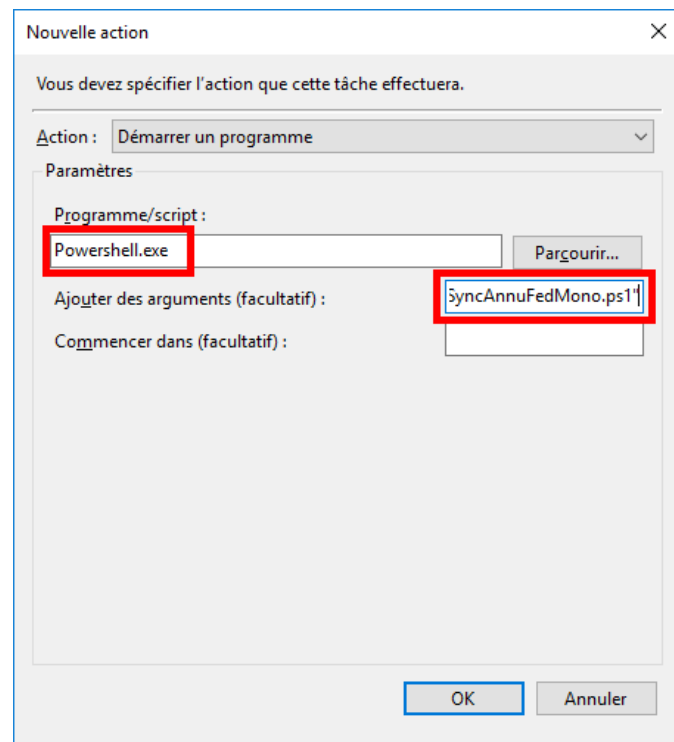 Nouvelle action
Vous devez spécifier l'action que cette tâche effectuera.
Action : Démarrer un programme
Paramètres
Programme/script :
Powershell.exe Parcourir...
Ajouter des arguments (facultatif) : SyncAnnuFedMono.ps1"
Commencer dans (facultatif) :
OK Annuler